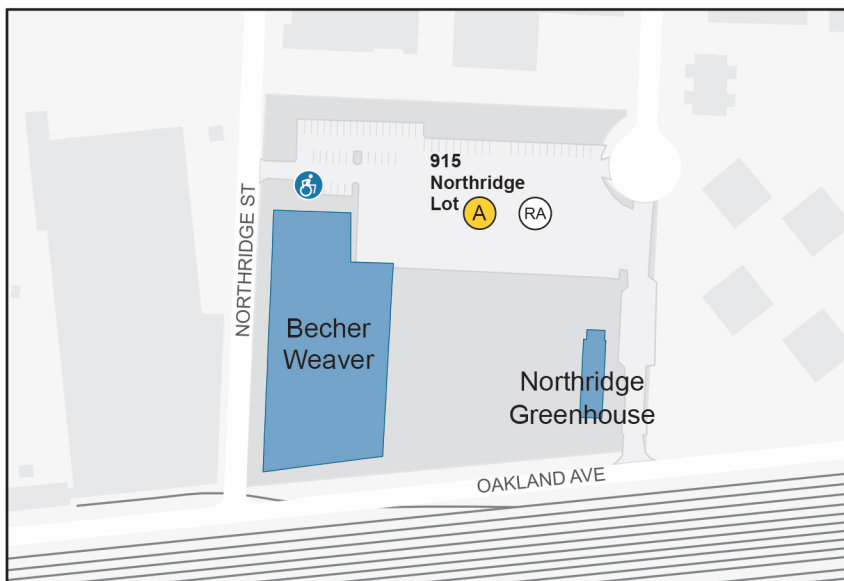 915
Northridge
Lot
A
RA
NORTHRIDGE ST
Becher
Weaver
Northridge
Greenhouse
OAKLAND AVE